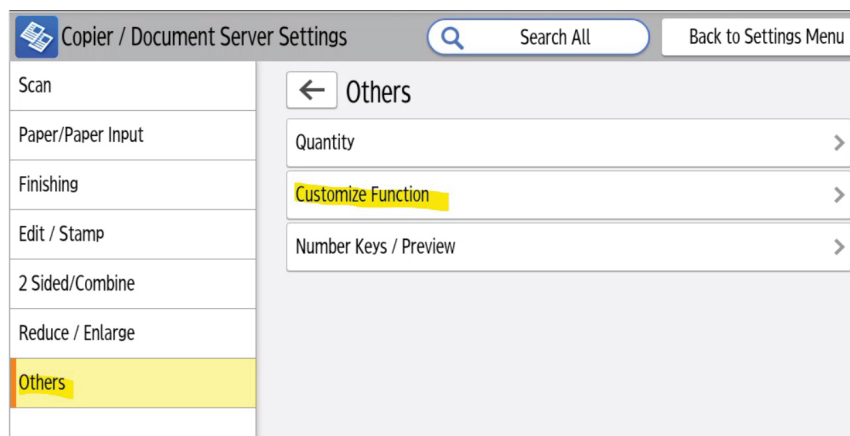 Copier / Document Server Settings
Search All
Back to Settings Menu
Scan
Paper/Paper Input
Finishing
Edit / Stamp
2 Sided/Combine
Reduce / Enlarge
Others
Others
Quantity
Customize Function
Number Keys / Preview